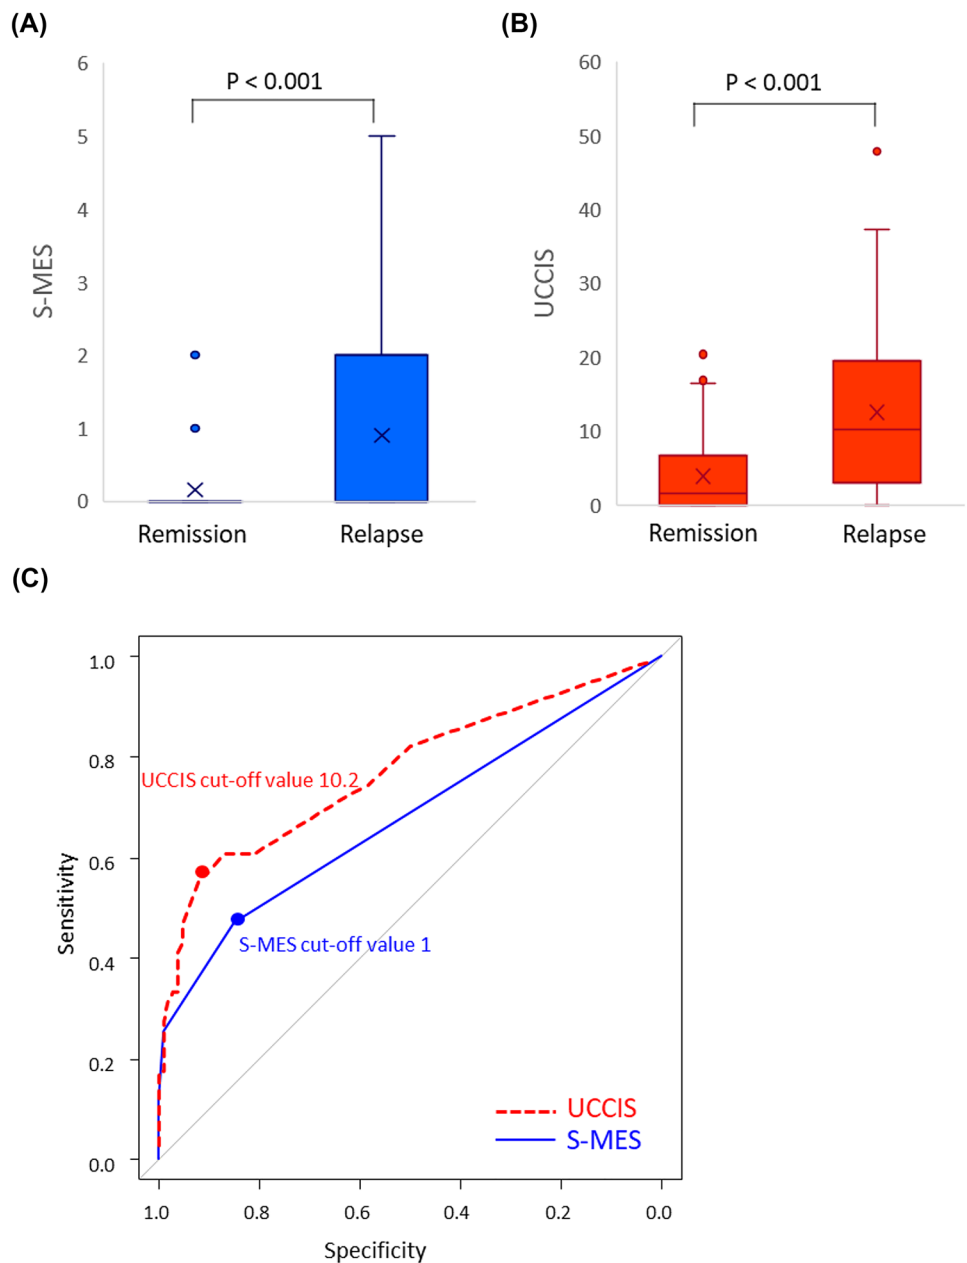 (A)
(B)
6
5
4
3
2
1
0
S-MES
P < 0.001
Remission
Relapse
60
50
40
30
20
10
0
UCCIS
P < 0.001
Remission
Relapse
(C)
1.0
0.8
0.6
0.4
0.2
0.0
Sensitivity
UCCIS cut-off value 10.2
S-MES cut-off value 1
UCCIS
S-MES
1.0
0.8
0.6
0.4
0.2
0.0
Specificity